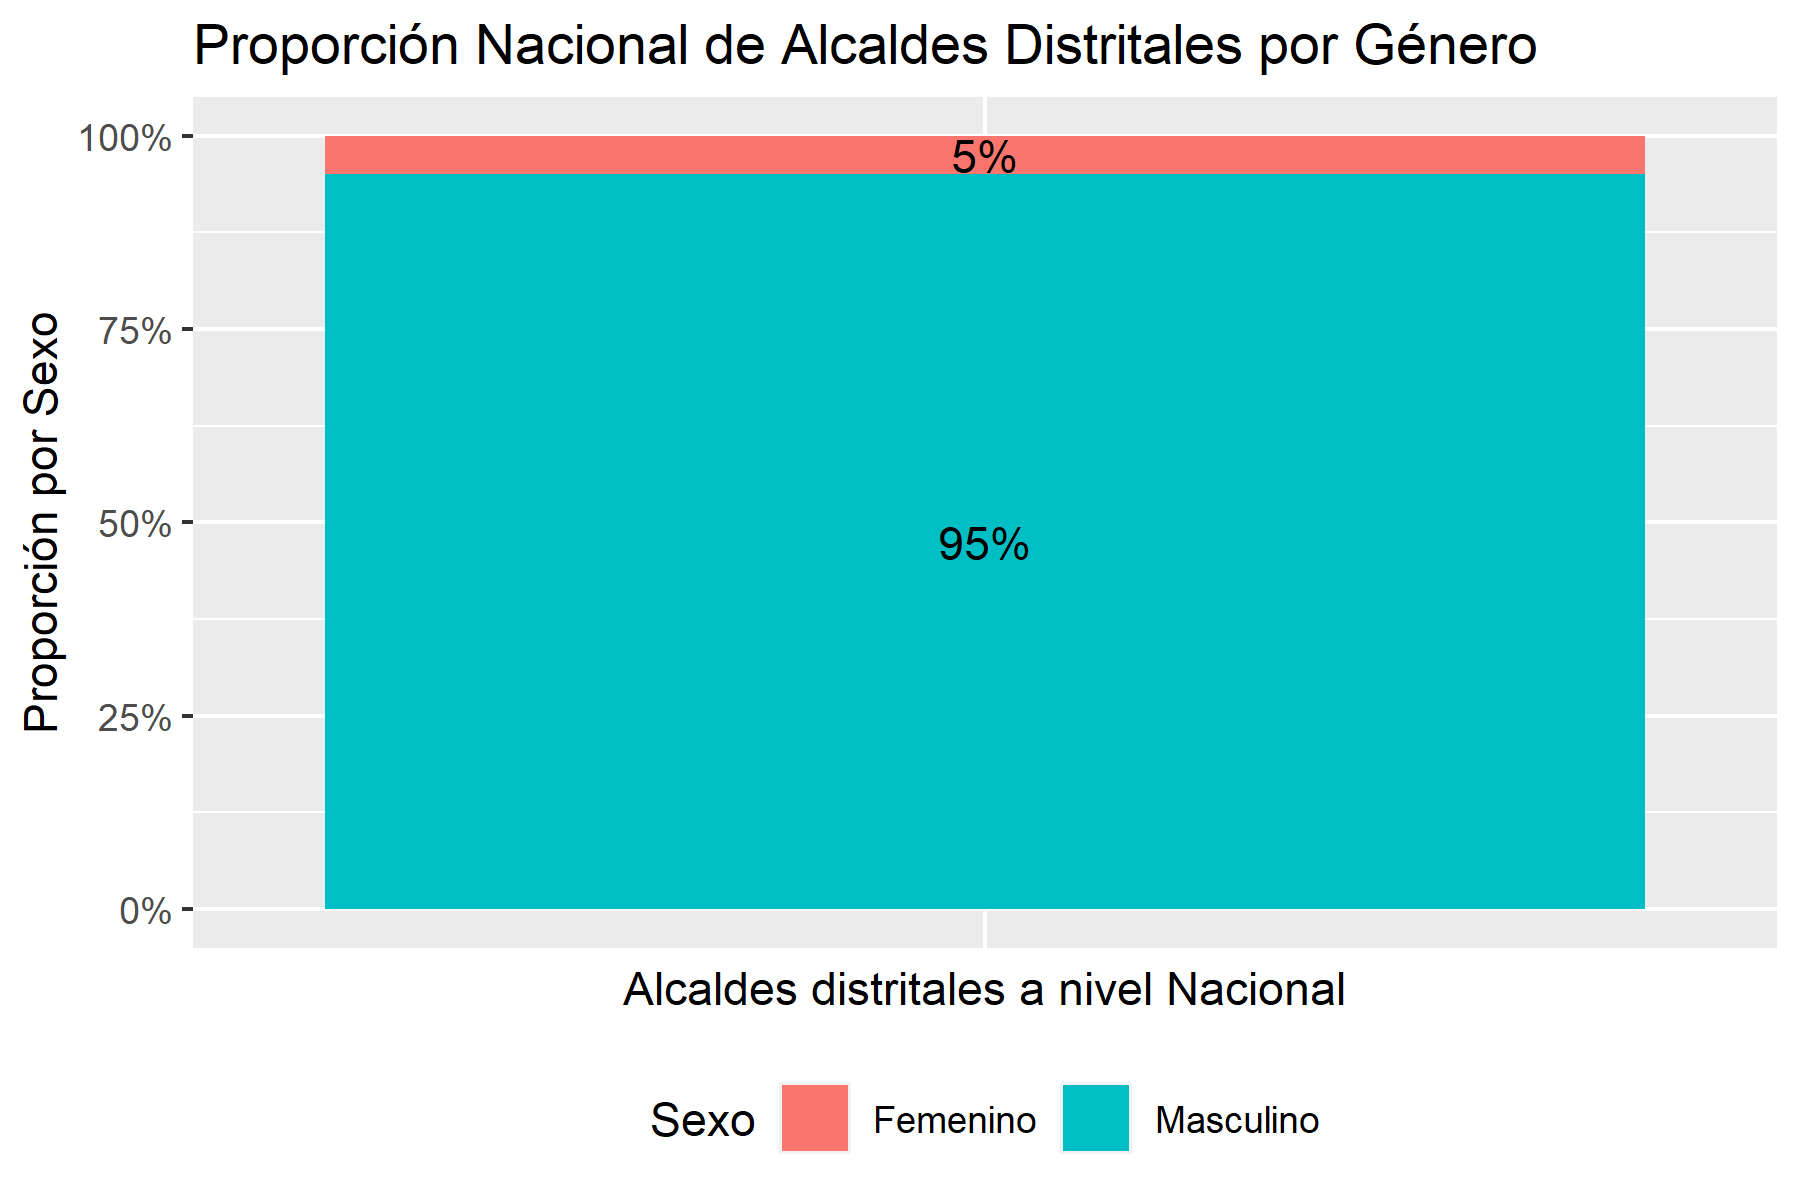 Proporción Nacional de Alcaldes Distritales por Género
Proporción por Sexo
100%
75%
50%
25%
0%
5%
95%
Alcaldes distritales a nivel Nacional
Sexo Femenino Masculino